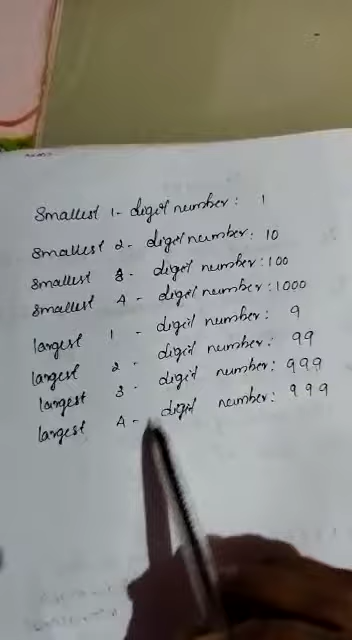 Smallest 1- digit number: 1
Smallest 2- digit number: 10
Smallest 3- digit number: 100
Smallest 4- digit number: 1000
largest 1 - digit number: 9
largest 2 - digit number: 99
largest 3 - digit number: 999
largest 4 - digit number: 999